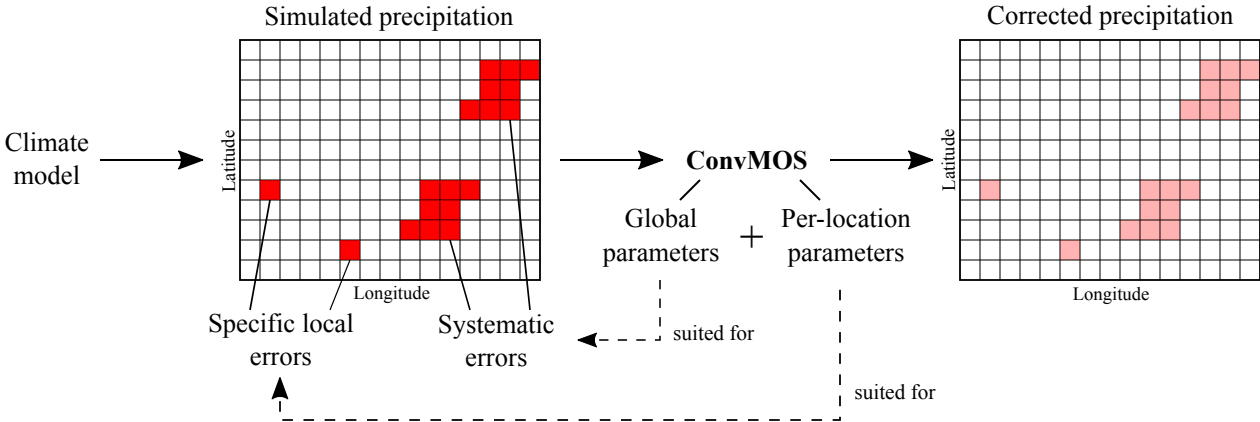 Simulated precipitation
Corrected precipitation
Climate
model
Latitude
Longitude
ConvMOS
Global
parameters
+
Per-location
parameters
Latitude
Longitude
Specific local
errors
Systematic
errors
suited for
suited for